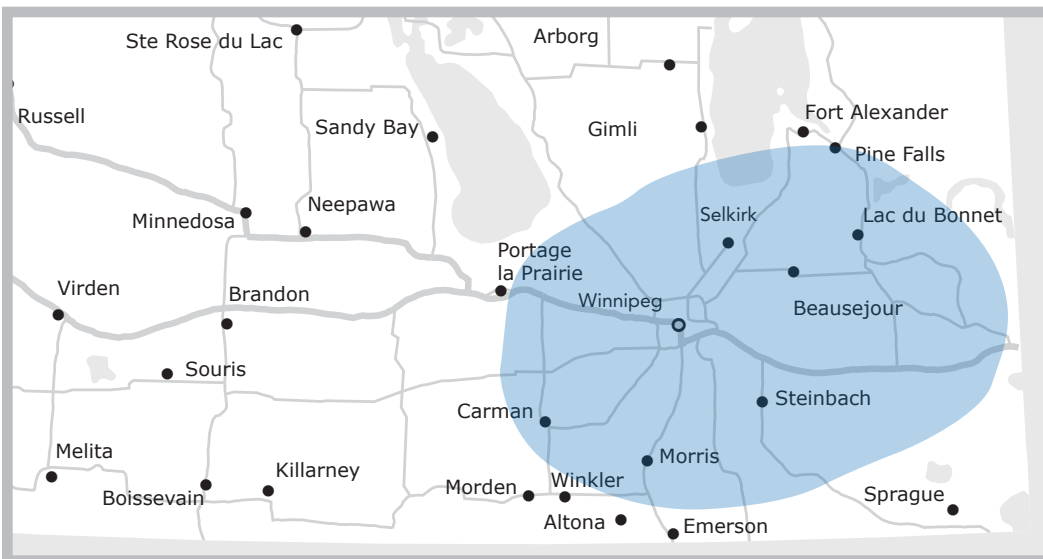 Ste Rose du Lac
Arborg
Russell
Sandy Bay
Gimli
Fort Alexander
Pine Falls
Minnedosa
Neepawa
Selkirk
Lac du Bonnet
Portage
la Prairie
Virden
Brandon
Winnipeg
Beausejour
Souris
Carman
Steinbach
Melita
Killarney
Morris
Boissevain
Morden
Winkler
Sprague
Altona
Emerson